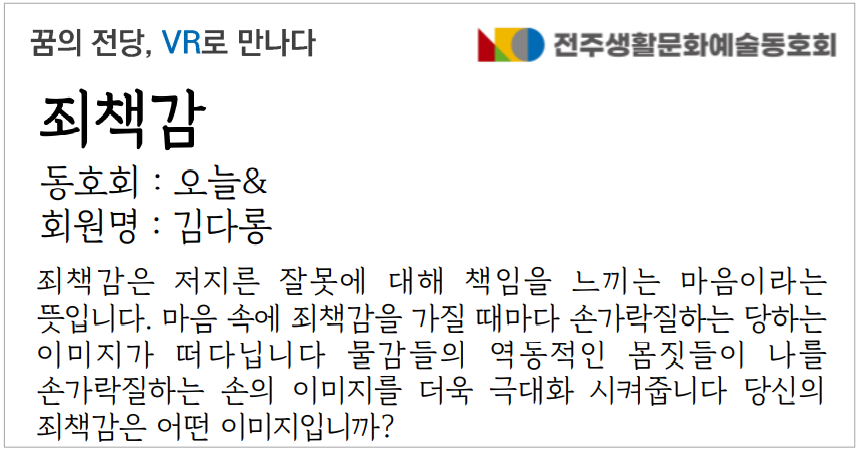 꿈의 전당, VR로 만나다
전주생활문화예술동호회
죄책감
동호회 : 오늘&
회원명 : 김다롱
죄책감은 저지른 잘못에 대해 책임을 느끼는 마음이라는
뜻입니다. 마음 속에 죄책감을 가질 때마다 손가락질하는 당하는
이미지가 떠다닙니다 물감들의 역동적인 몸짓들이 나를
손가락질하는 손의 이미지를 더욱 극대화 시켜줍니다 당신의
죄책감은 어떤 이미지입니까?